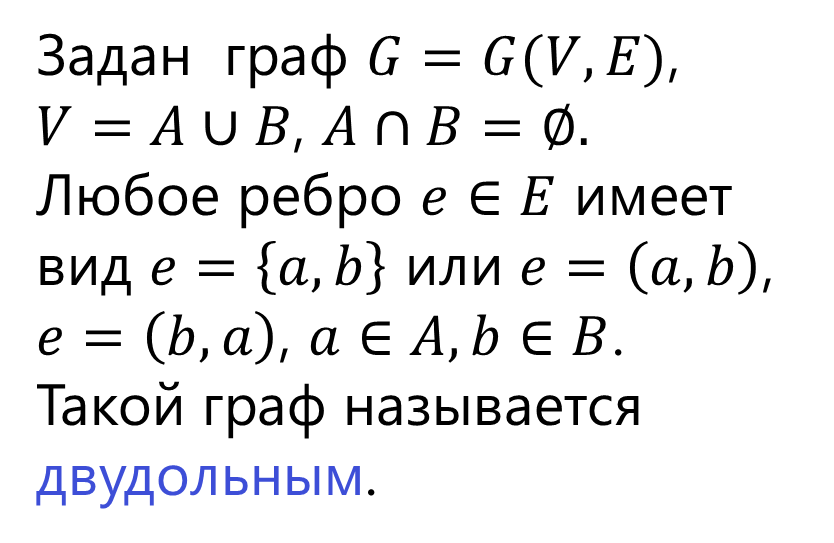 Задан граф G = G(V, E),
V = A ∪ B, A ∩ B = ∅.
Любое ребро e ∈ E имеет
вид e = {a, b} или e = (a, b),
e = (b, a), a ∈ A, b ∈ B.
Такой граф называется
двудольным.